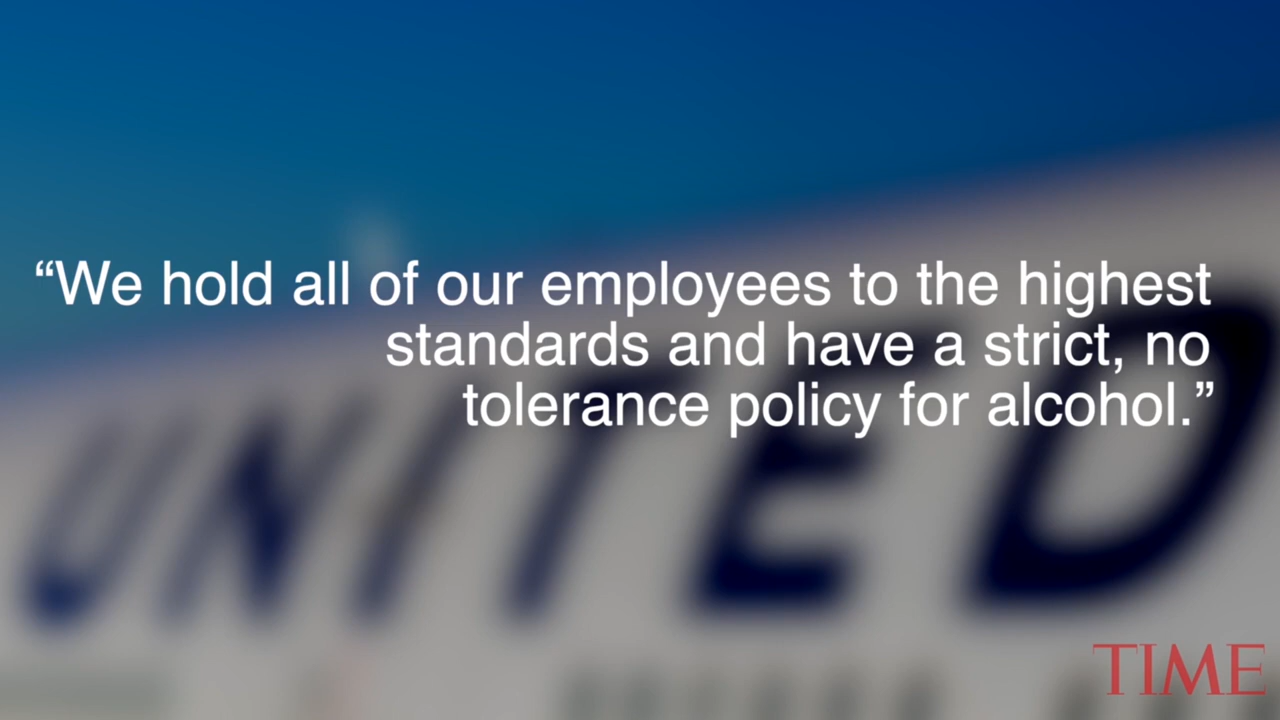 “We hold all of our employees to the highest
standards and have a strict, no
tolerance policy for alcohol.”
UNITED
TIME